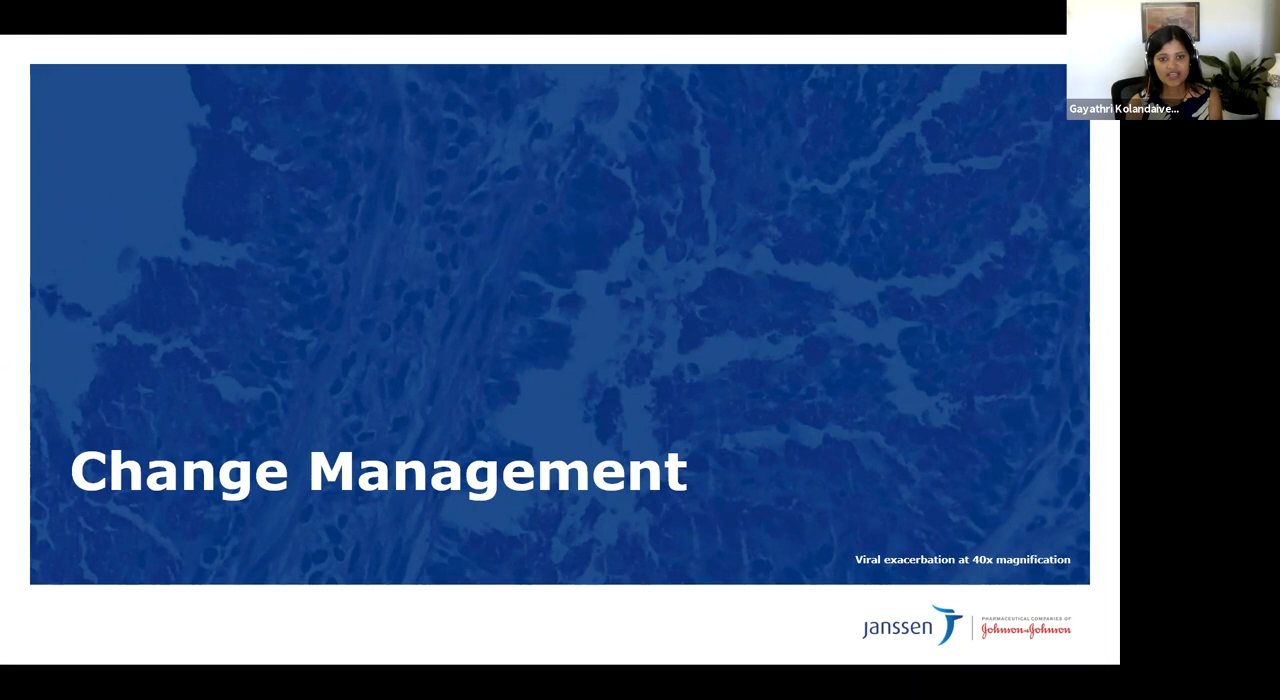 Gayathri Kolandaive...
Change Management
Viral exacerbation at 40x magnification
janssen
PHARMACEUTICAL COMPANIES OF
Johnson & Johnson